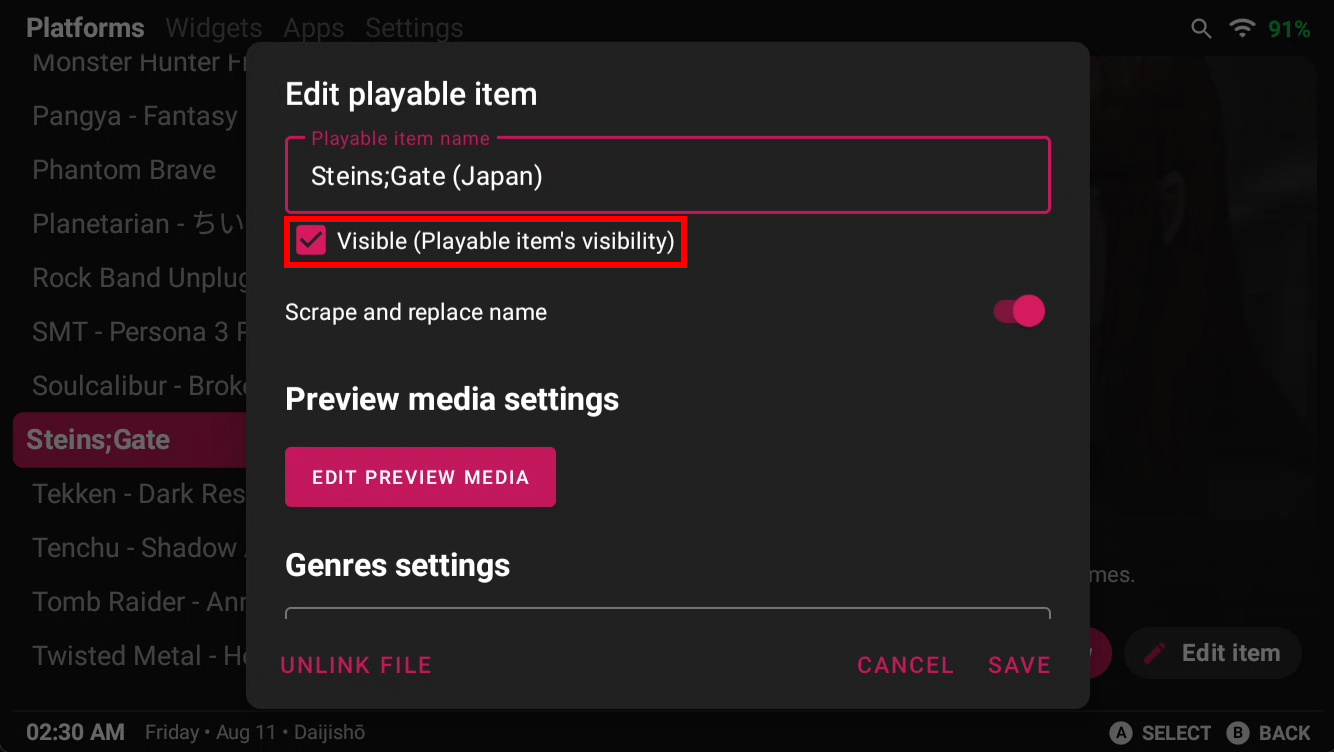 Platforms Widgets Apps Settings 91%
Monster Hunter Fr
Pangya - Fantasy
Phantom Brave
Planetarian - ちい
Rock Band Unplug
SMT - Persona 3 P
Soulcalibur - Broke
Steins;Gate
Tekken - Dark Res
Tenchu - Shadow
Tomb Raider - Ann
Twisted Metal - He
Edit playable item
Playable item name
Steins;Gate (Japan)
Visible (Playable item's visibility)
Scrape and replace name
Preview media settings
EDIT PREVIEW MEDIA
Genres settings
UNLINK FILE CANCEL SAVE
mes.
Edit item
02:30 AM Friday • Aug 11 • Daijishō A SELECT B BACK